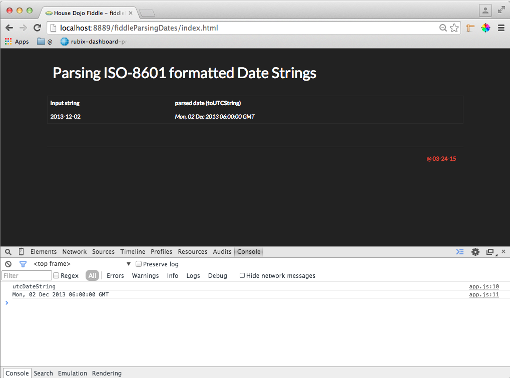 House Dojo Fiddle - fiddl
localhost:8889/fiddleParsingDates/index.html
Apps @ rubix-dashboard-p
Parsing ISO-8601 formatted Date Strings
input string parsed date (toUTCString)
2013-12-02 Mon, 02 Dec 2013 06:00:00 GMT
@ 03-24-15
Elements Network Sources Timeline Profiles Resources Audits Console
<top frame> Preserve log
Filter Regex All Errors Warnings Info Logs Debug Hide network messages
utcDateString app.js:10
Mon, 02 Dec 2013 06:00:00 GMT app.js:11
Console Search Emulation Rendering